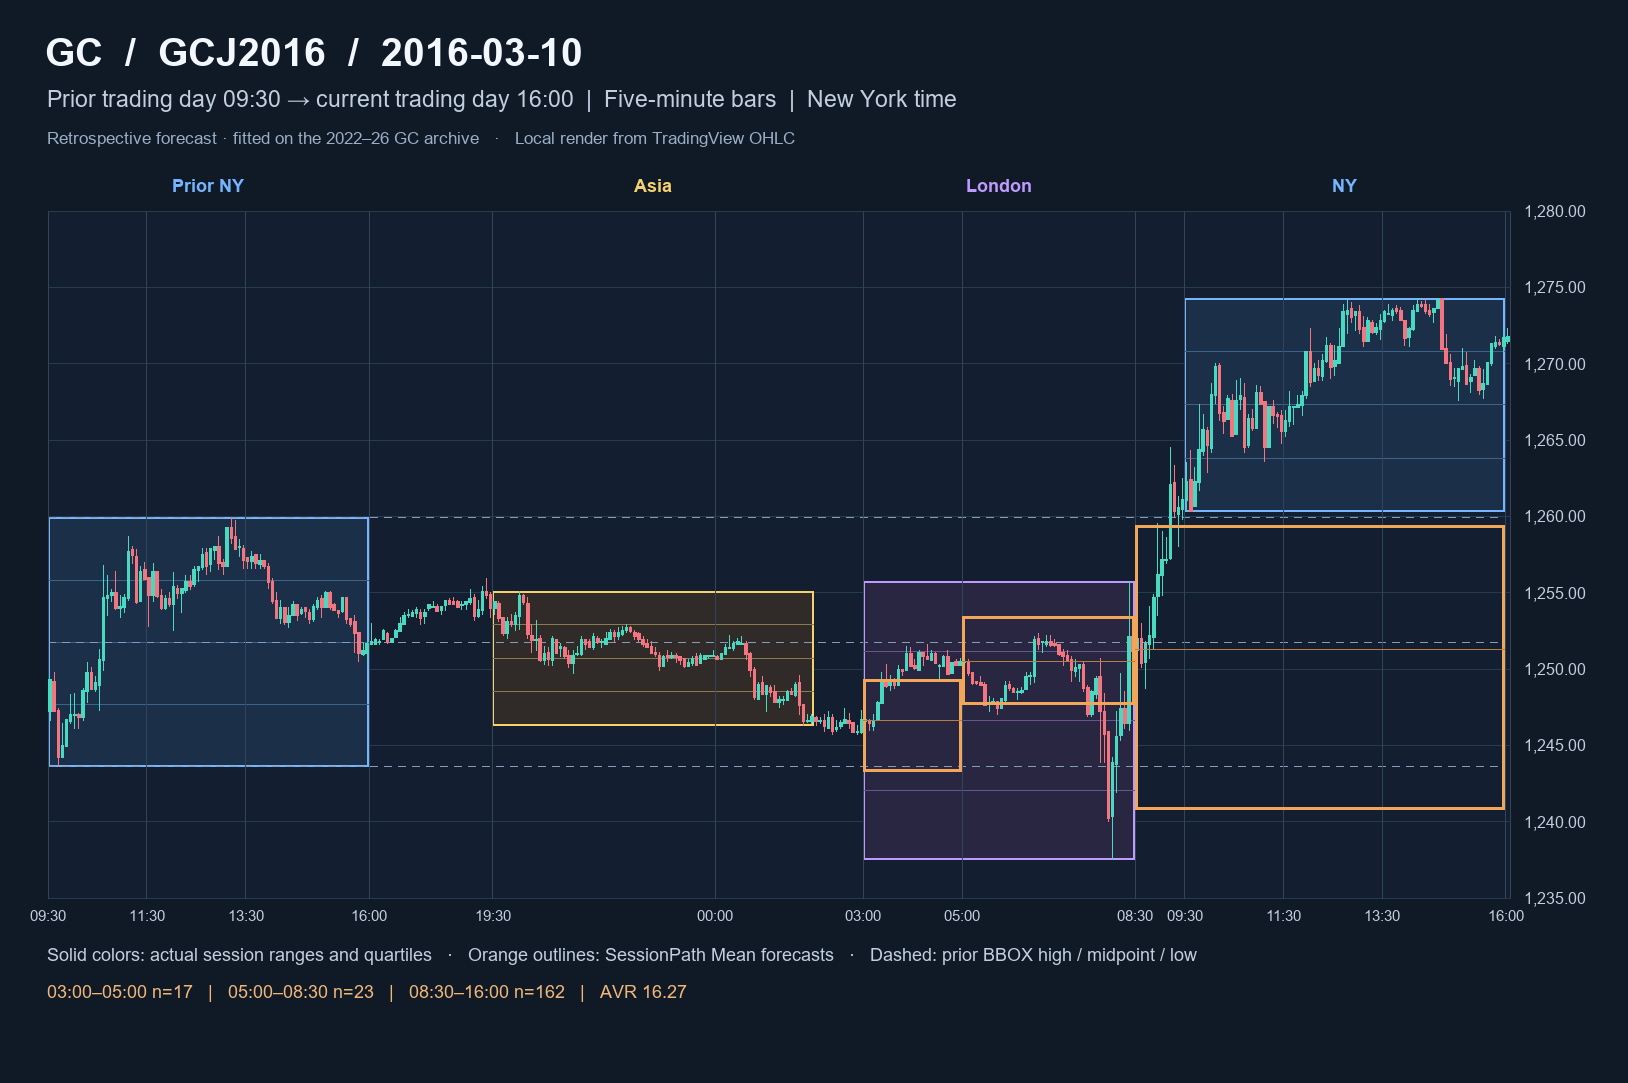 GC / GCJ2016 / 2016-03-10
Prior trading day 09:30 → current trading day 16:00 | Five-minute bars | New York time
Retrospective forecast · fitted on the 2022–26 GC archive · Local render from TradingView OHLC
Prior NY Asia London NY
1,280.00
1,275.00
1,270.00
1,265.00
1,260.00
1,255.00
1,250.00
1,245.00
1,240.00
1,235.00
09:30 11:30 13:30 16:00 19:30 00:00 03:00 05:00 08:30 09:30 11:30 13:30 16:00
Solid colors: actual session ranges and quartiles · Orange outlines: SessionPath Mean forecasts · Dashed: prior BBOX high / midpoint / low
03:00–05:00 n=17 | 05:00–08:30 n=23 | 08:30–16:00 n=162 | AVR 16.27